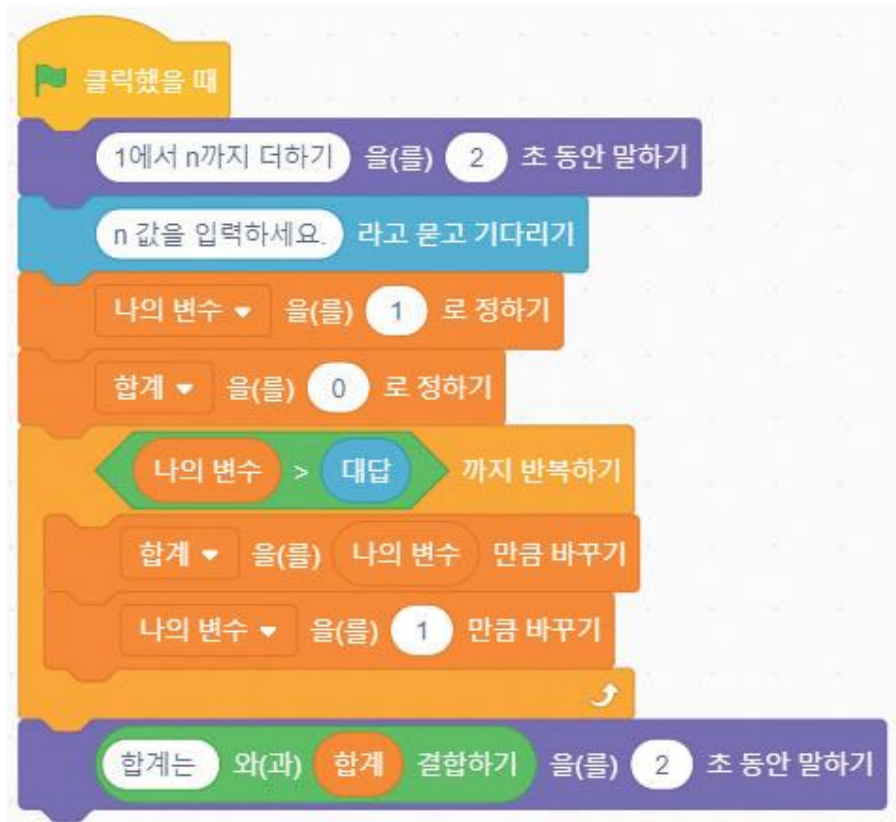 클릭했을 때
1에서 n까지 더하기 을(를) 2 초 동안 말하기
n 값을 입력하세요. 라고 묻고 기다리기
나의 변수 을(를) 1 로 정하기
합계 을(를) 0 로 정하기
나의 변수 > 대답 까지 반복하기
합계 을(를) 나의 변수 만큼 바꾸기
나의 변수 을(를) 1 만큼 바꾸기
합계는 와(과) 합계 결합하기 을(를) 2 초 동안 말하기